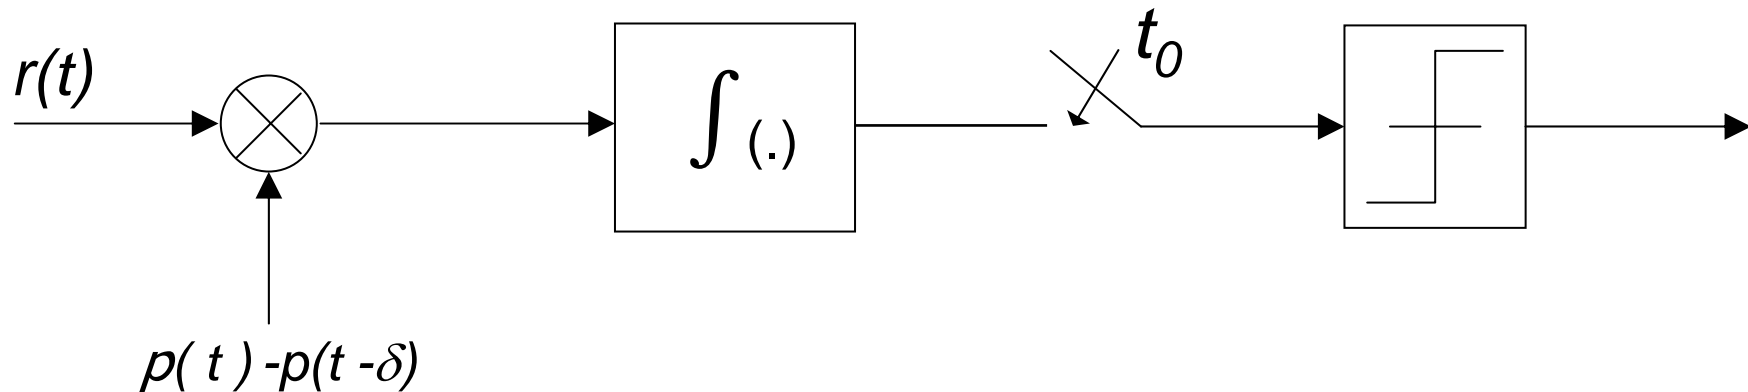 r(t)
∫(.)
t₀
p( t ) -p(t -δ)